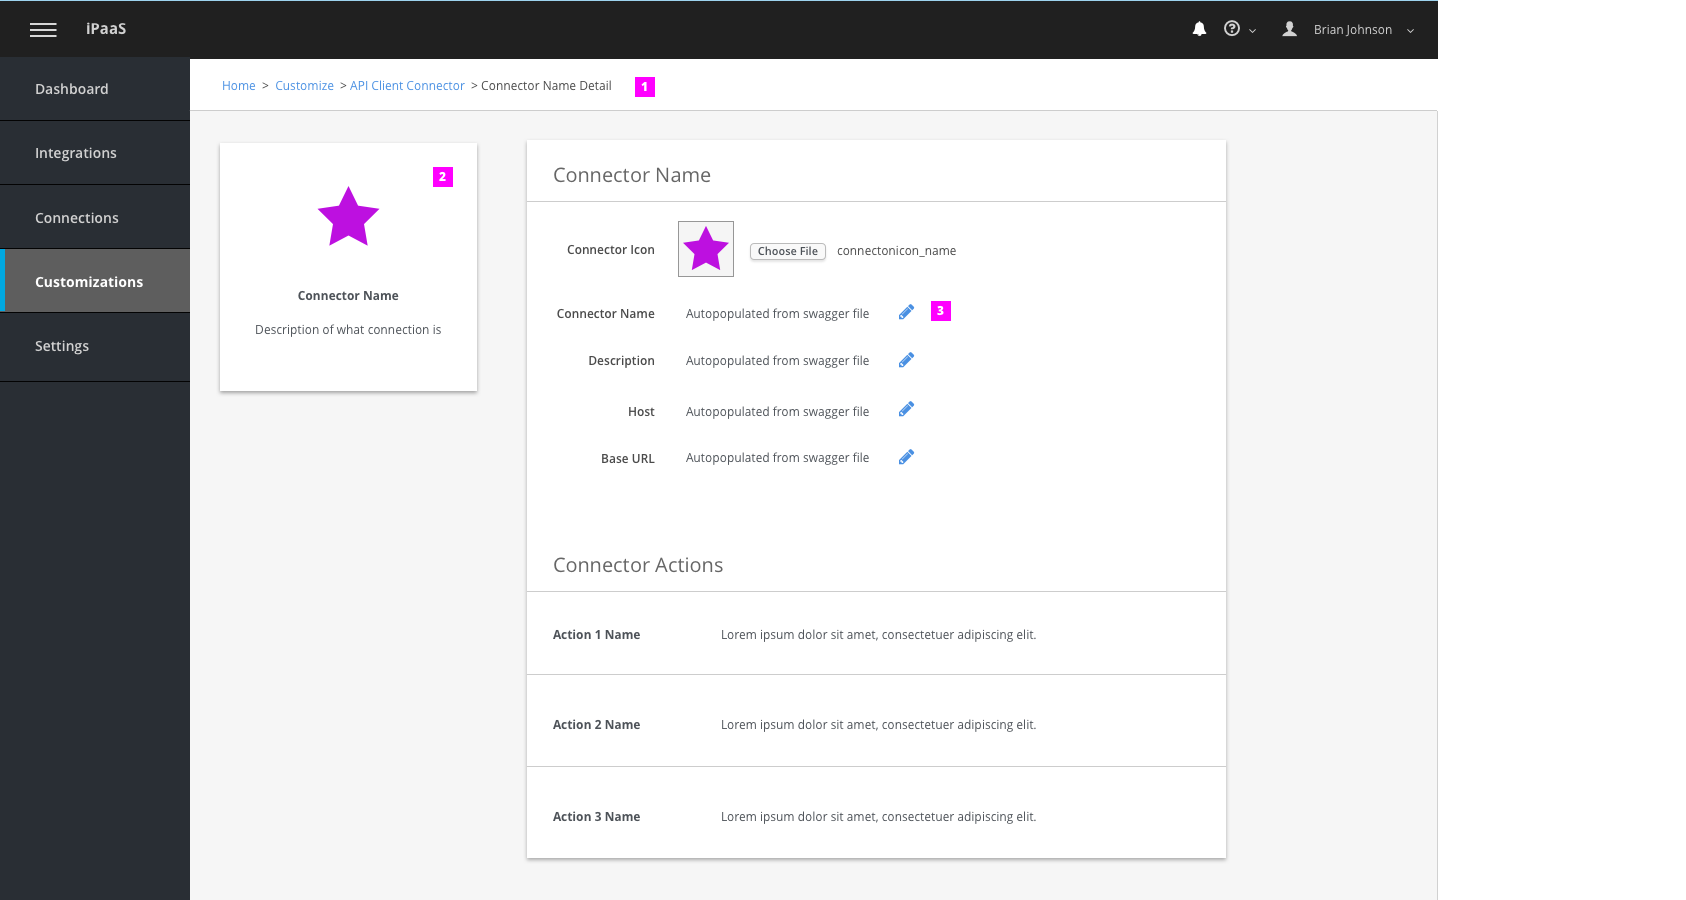 iPaaS
Brian Johnson
Dashboard
Integrations
Connections
Customizations
Settings
Home > Customize > API Client Connector > Connector Name Detail 1
2
Connector Name
Description of what connection is
Connector Name
Connector Icon Choose File connectonicon_name
Connector Name Autopopulated from swagger file 3
Description Autopopulated from swagger file
Host Autopopulated from swagger file
Base URL Autopopulated from swagger file
Connector Actions
Action 1 Name Lorem ipsum dolor sit amet, consectetuer adipiscing elit.
Action 2 Name Lorem ipsum dolor sit amet, consectetuer adipiscing elit.
Action 3 Name Lorem ipsum dolor sit amet, consectetuer adipiscing elit.